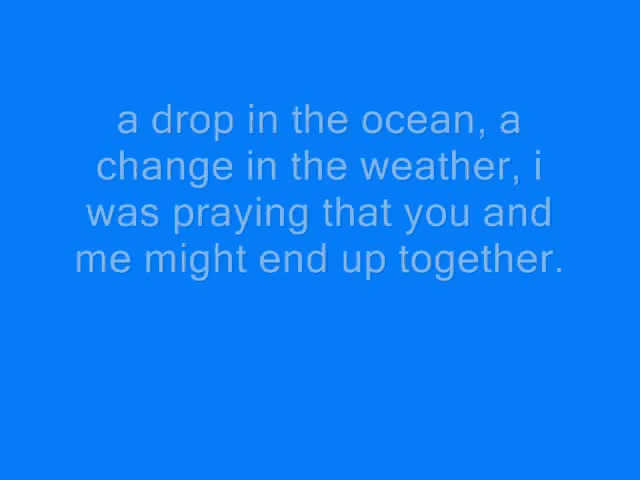 a drop in the ocean, a
change in the weather, i
was praying that you and
me might end up together.